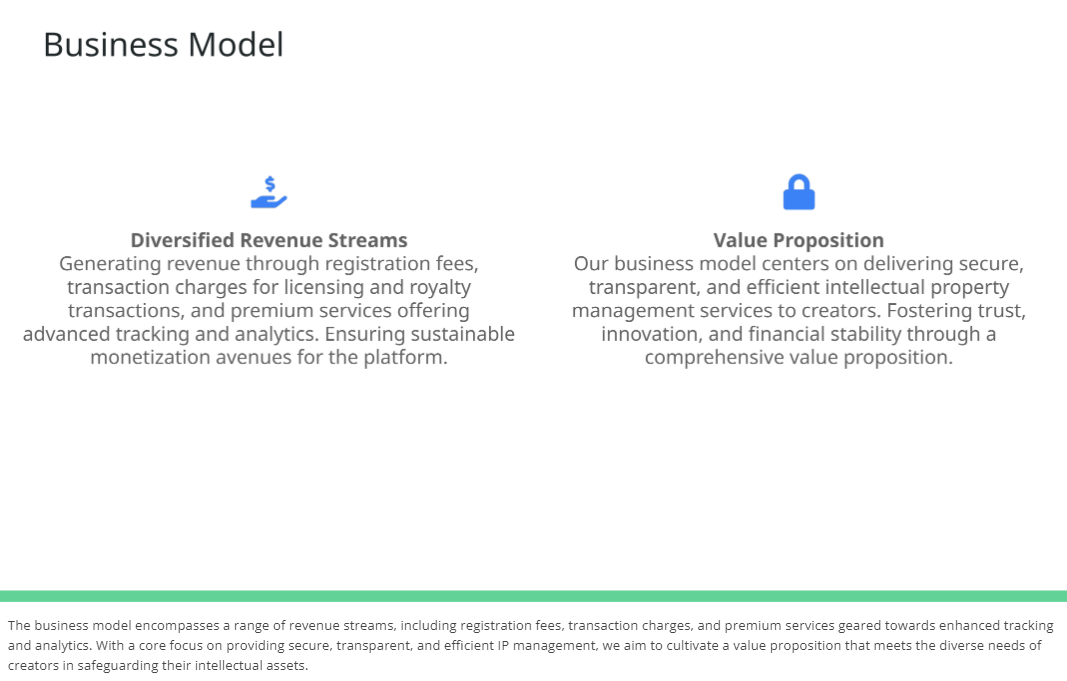 Business Model
$
Diversified Revenue Streams
Generating revenue through registration fees,
transaction charges for licensing and royalty
transactions, and premium services offering
advanced tracking and analytics. Ensuring sustainable
monetization avenues for the platform.
Value Proposition
Our business model centers on delivering secure,
transparent, and efficient intellectual property
management services to creators. Fostering trust,
innovation, and financial stability through a
comprehensive value proposition.
The business model encompasses a range of revenue streams, including registration fees, transaction charges, and premium services geared towards enhanced tracking
and analytics. With a core focus on providing secure, transparent, and efficient IP management, we aim to cultivate a value proposition that meets the diverse needs of
creators in safeguarding their intellectual assets.